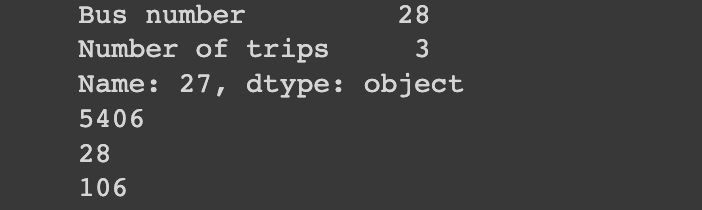 Bus number         28
Number of trips     3
Name: 27, dtype: object
5406
28
106